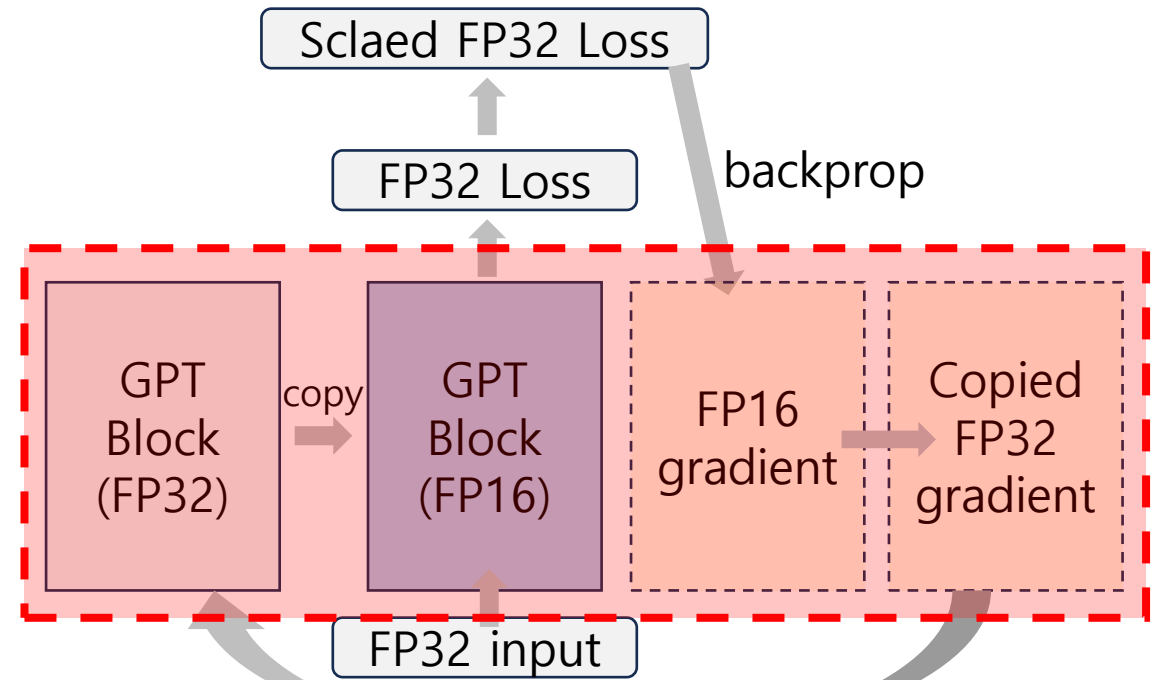 Sclaed FP32 Loss
FP32 Loss
backprop
GPT
Block
(FP32)
copy
GPT
Block
(FP16)
FP16
gradient
Copied
FP32
gradient
FP32 input